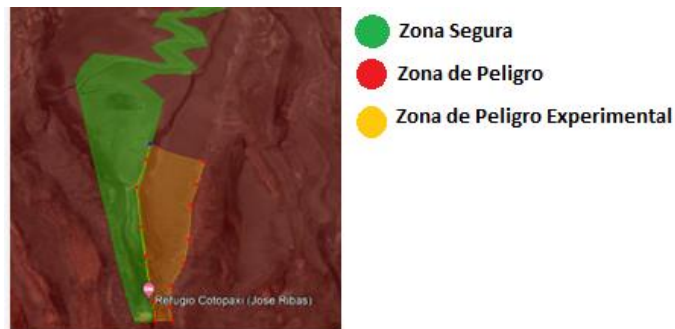 Zona Segura
Zona de Peligro
Zona de Peligro Experimental
Refugio Cotopaxi (Jose Ribas)